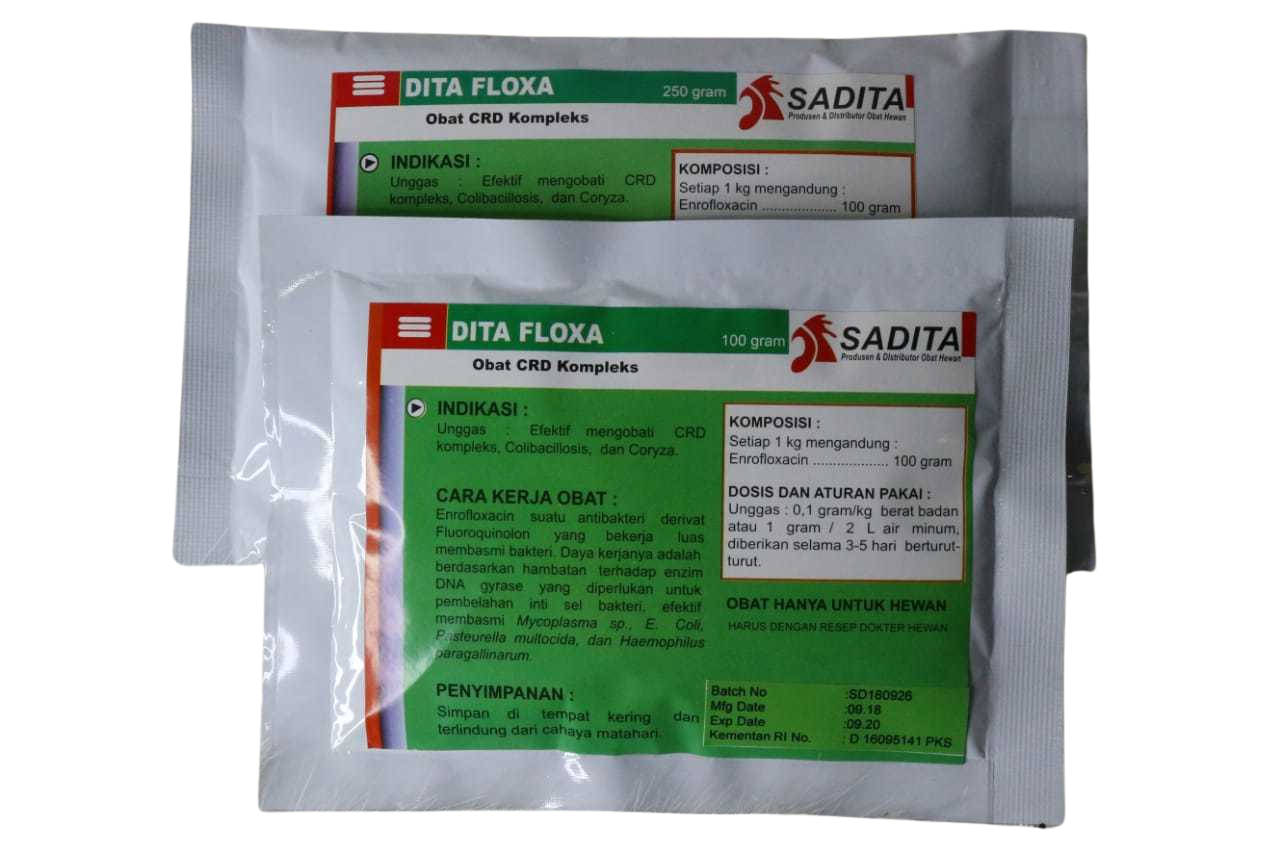 DITA FLOXA
250 gram
SADITA
Produsen & Distributor Obat Hewan
Obat CRD Kompleks
INDIKASI :
Unggas : Efektif mengobati CRD
kompleks, Colibacillosis, dan Coryza.
KOMPOSISI :
Setiap 1 kg mengandung :
Enrofloxacin ................... 100 gram
DITA FLOXA
100 gram
SADITA
Produsen & Distributor Obat Hewan
Obat CRD Kompleks
INDIKASI :
Unggas : Efektif mengobati CRD
kompleks, Colibacillosis, dan Coryza.
CARA KERJA OBAT :
Enrofloxacin suatu antibakteri derivat
Fluoroquinolon yang bekerja luas
membasmi bakteri. Daya kerjanya adalah
berdasarkan hambatan terhadap enzim
DNA gyrase yang diperlukan untuk
pembelahan inti sel bakteri, efektif
membasmi Mycoplasma sp., E. Coli,
Pasteurella multocida, dan Haemophilus
paragallinarum.
PENYIMPANAN :
Simpan di tempat kering dan
terlindung dari cahaya matahari.
KOMPOSISI :
Setiap 1 kg mengandung :
Enrofloxacin ................... 100 gram
DOSIS DAN ATURAN PAKAI :
Unggas : 0,1 gram/kg berat badan
atau 1 gram / 2 L air minum,
diberikan selama 3-5 hari berturut-
turut.
OBAT HANYA UNTUK HEWAN
HARUS DENGAN RESEP DOKTER HEWAN
Batch No :SD180926
Mfg Date :09.18
Exp Date :09.20
Kementan RI No. : D 16095141 PKS